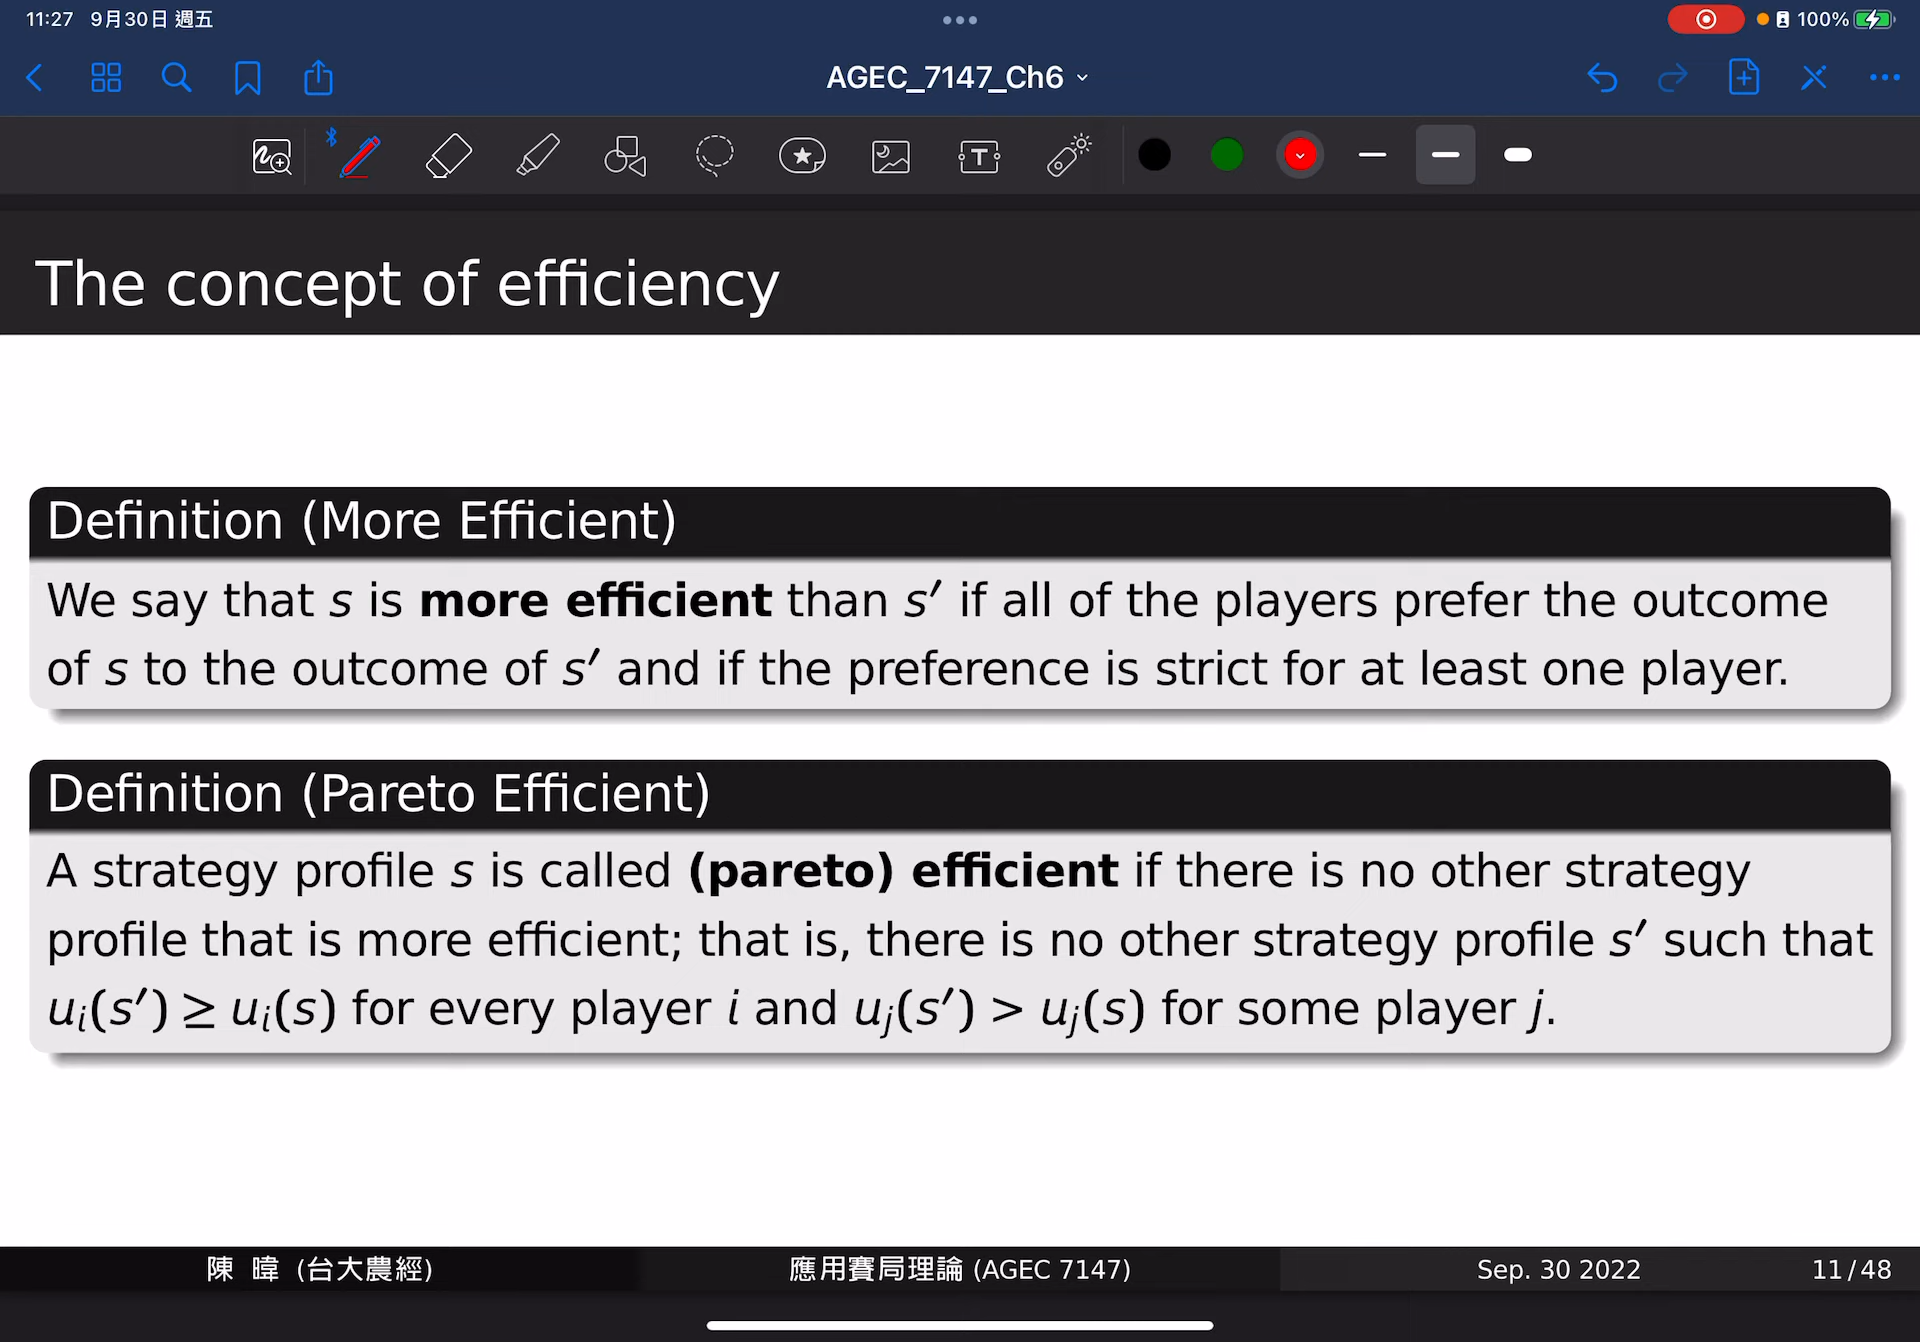 11:27 9月30日 週五
100%
AGEC_7147_Ch6
T
The concept of efficiency
Definition (More Efficient)
We say that s is more efficient than s′ if all of the players prefer the outcome
of s to the outcome of s′ and if the preference is strict for at least one player.
Definition (Pareto Efficient)
A strategy profile s is called (pareto) efficient if there is no other strategy
profile that is more efficient; that is, there is no other strategy profile s′ such that
uᵢ(s′) ≥ uᵢ(s) for every player i and uⱼ(s′) > uⱼ(s) for some player j.
陳 暐 (台大農經)
應用賽局理論 (AGEC 7147)
Sep. 30 2022
11 / 48